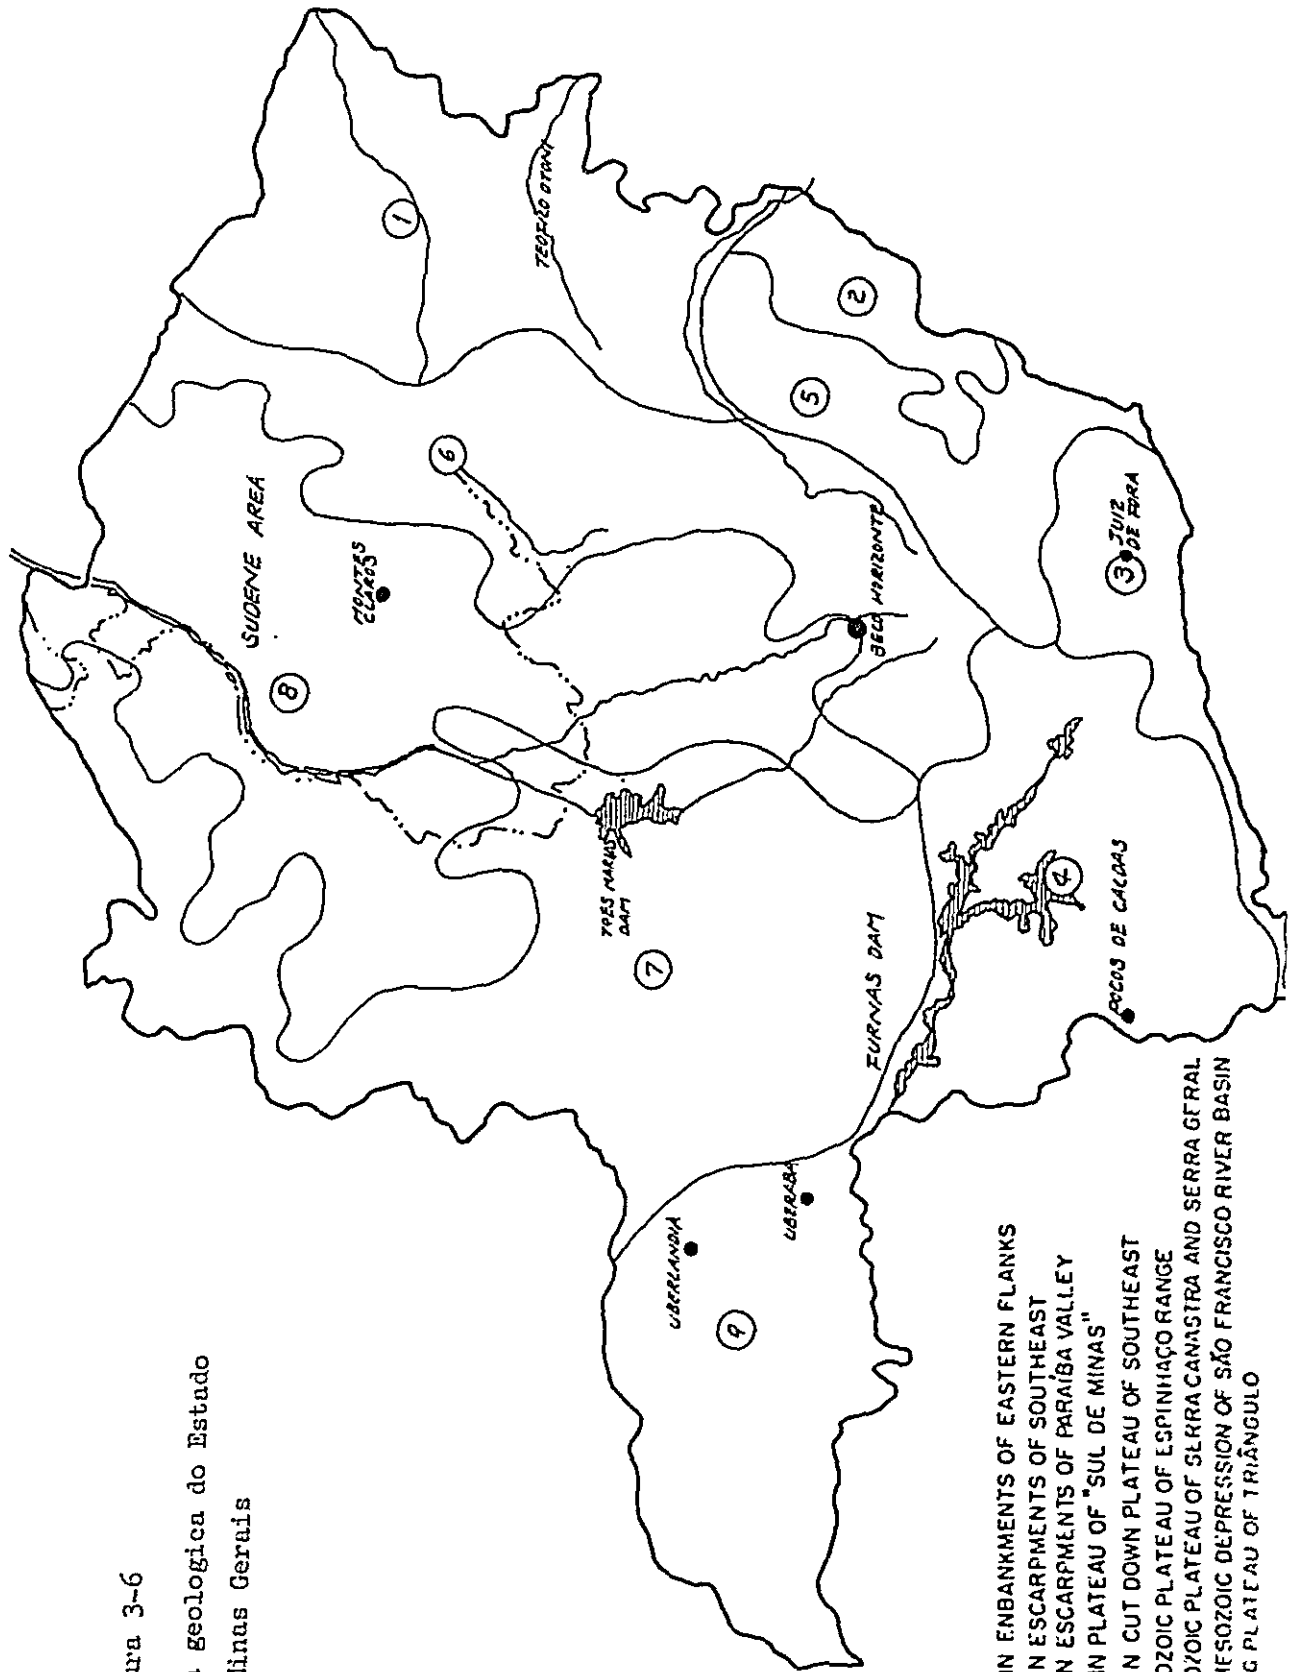 ura 3-6
geologica do Estado
Minas Gerais
1
TEOFILO OTONI
2
5
6
SUDENE AREA
MONTES
CLAROS
8
BELO HORIZONTE
3
JUIZ
DE FORA
TRES MARIAS
DAM
7
FURNAS DAM
4
POCOS DE CALDAS
UBERLANDIA
UBERABA
9
N ENBANKMENTS OF EASTERN FLANKS
N ESCARPMENTS OF SOUTHEAST
N ESCARPMENTS OF PARAÍBA VALLEY
N PLATEAU OF "SUL DE MINAS"
N CUT DOWN PLATEAU OF SOUTHEAST
OZOIC PLATEAU OF ESPINHAÇO RANGE
OZOIC PLATEAU OF SERRA CANASTRA AND SERRA GERAL
MESOZOIC DEPRESSION OF SÃO FRANCISCO RIVER BASIN
G PLATEAU OF TRIÂNGULO